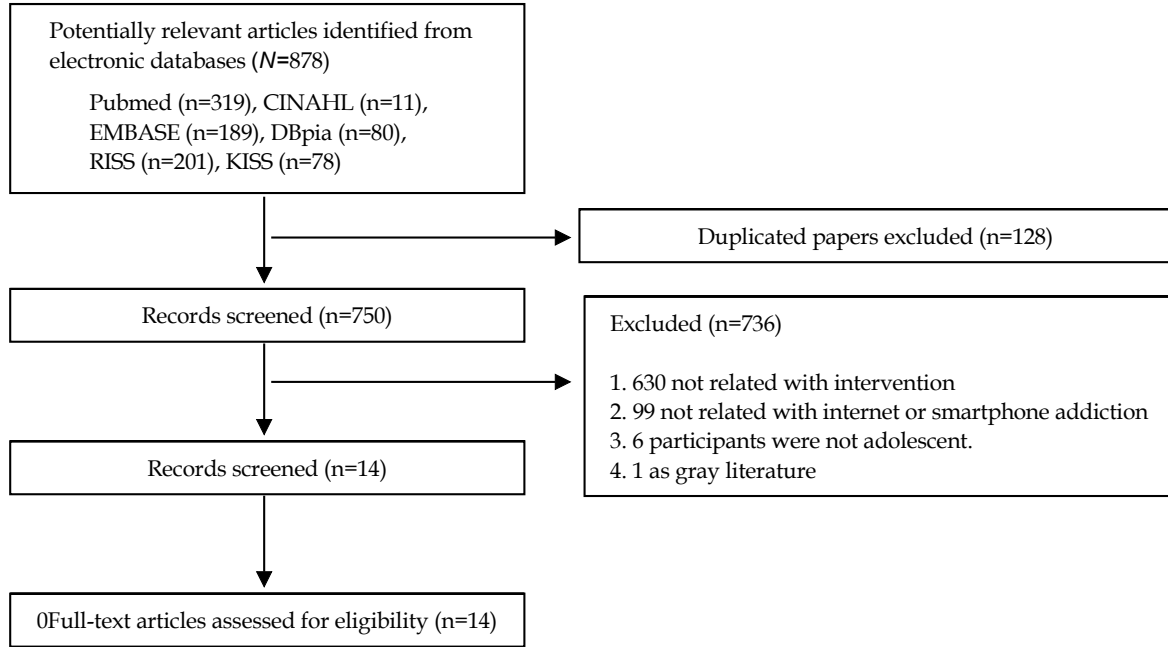 Potentially relevant articles identified from
electronic databases (N=878)
Pubmed (n=319), CINAHL (n=11),
EMBASE (n=189), DBpia (n=80),
RISS (n=201), KISS (n=78)
Duplicated papers excluded (n=128)
Records screened (n=750)
Excluded (n=736)
1. 630 not related with intervention
2. 99 not related with internet or smartphone addiction
3. 6 participants were not adolescent.
4. 1 as gray literature
Records screened (n=14)
0Full-text articles assessed for eligibility (n=14)